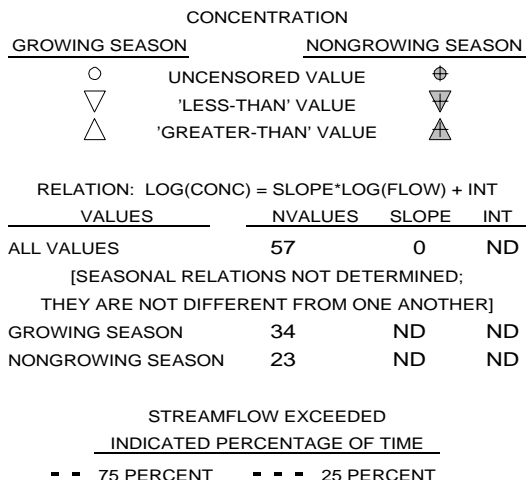 CONCENTRATION
GROWING SEASON NONGROWING SEASON
UNCENSORED VALUE
'LESS-THAN' VALUE
'GREATER-THAN' VALUE
RELATION: LOG(CONC) = SLOPE*LOG(FLOW) + INT
VALUES NVALUES SLOPE INT
ALL VALUES 57 0 ND
[SEASONAL RELATIONS NOT DETERMINED;
THEY ARE NOT DIFFERENT FROM ONE ANOTHER]
GROWING SEASON 34 ND ND
NONGROWING SEASON 23 ND ND
STREAMFLOW EXCEEDED
INDICATED PERCENTAGE OF TIME
75 PERCENT 25 PERCENT